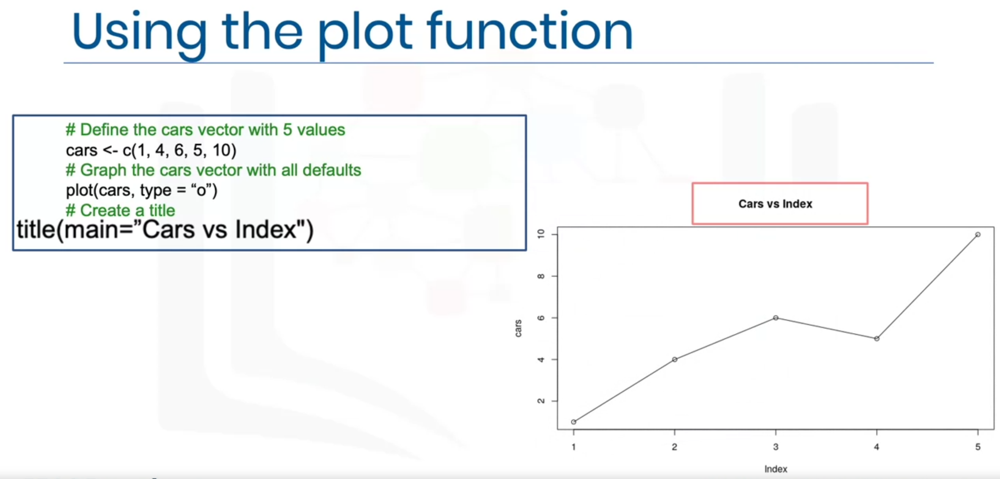 Using the plot function
# Define the cars vector with 5 values
cars <- c(1, 4, 6, 5, 10)
# Graph the cars vector with all defaults
plot(cars, type = “o”)
# Create a title
title(main=”Cars vs Index")
Cars vs Index
10
8
6
4
2
cars
1 2 3 4 5
Index